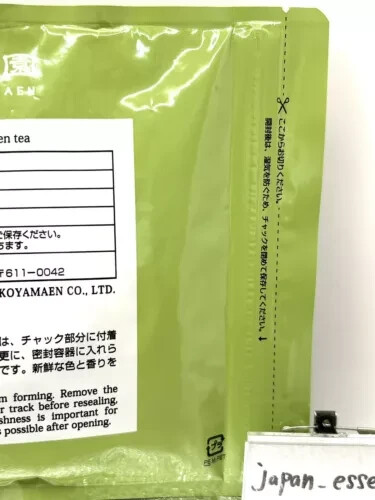 園
AEN
en tea
で保存ください。
ちます。
〒611-0042
KOYAMAEN CO., LTD.
は、チャック部分に付着
更に、密封容器に入れら
です。新鮮な色と香りを
m forming. Remove the
r track before resealing,
shness is important for
s possible after opening.
ここからお切りください。
開封後は、湿気を防ぐため、チャックを閉めて保存してください。
プラ
japan_esse